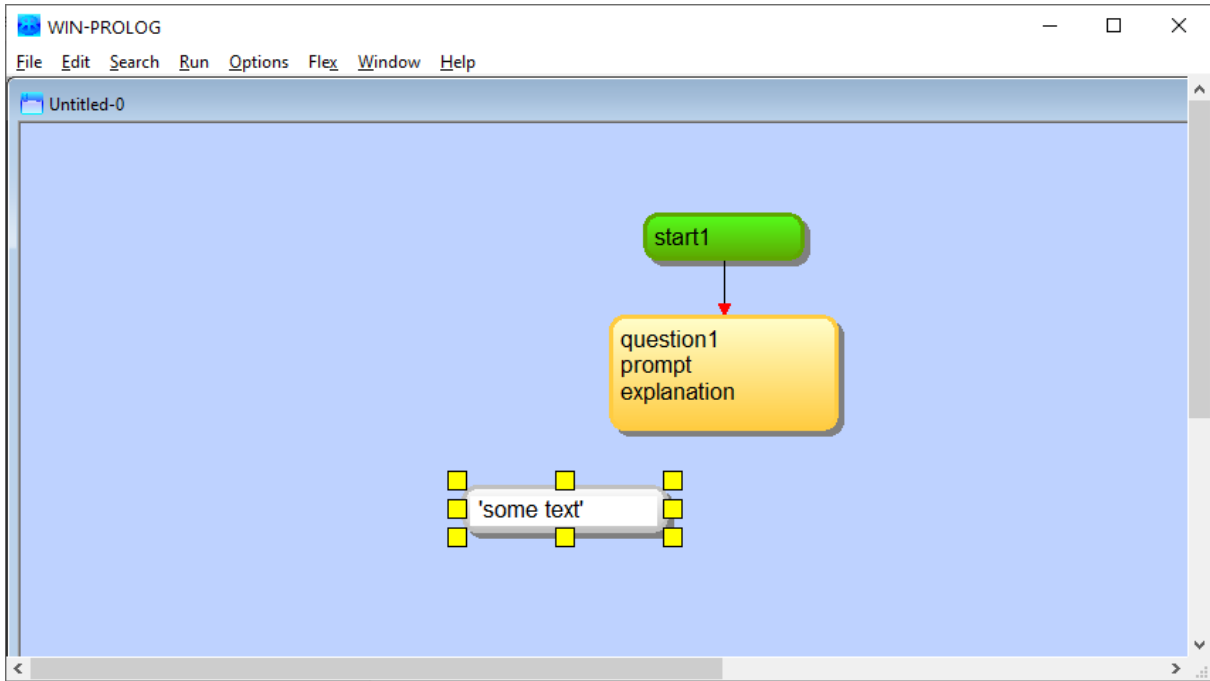 WIN-PROLOG
File Edit Search Run Options Flex Window Help
Untitled-0
start1
question1
prompt
explanation
'some text'